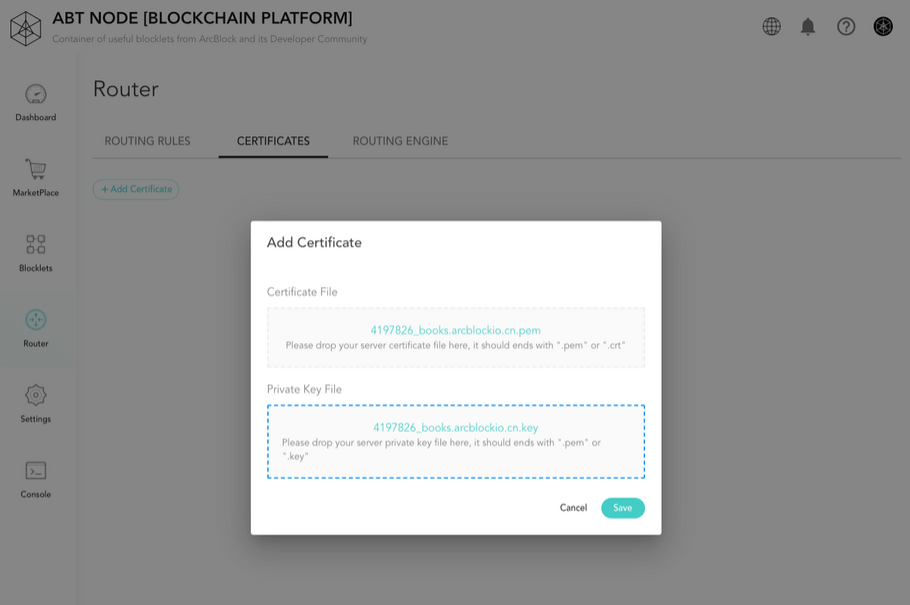 ABT NODE [BLOCKCHAIN PLATFORM]
Container of useful blocklets from ArcBlock and its Developer Community
Dashboard
MarketPlace
Blocklets
Router
Settings
Console
Router
ROUTING RULES
CERTIFICATES
ROUTING ENGINE
+ Add Certificate
Add Certificate
Certificate File
4197826_books.arcblockio.cn.pem
Please drop your server certificate file here, it should ends with ".pem" or ".crt"
Private Key File
4197826_books.arcblockio.cn.key
Please drop your server private key file here, it should ends with ".pem" or
".key"
Cancel
Save